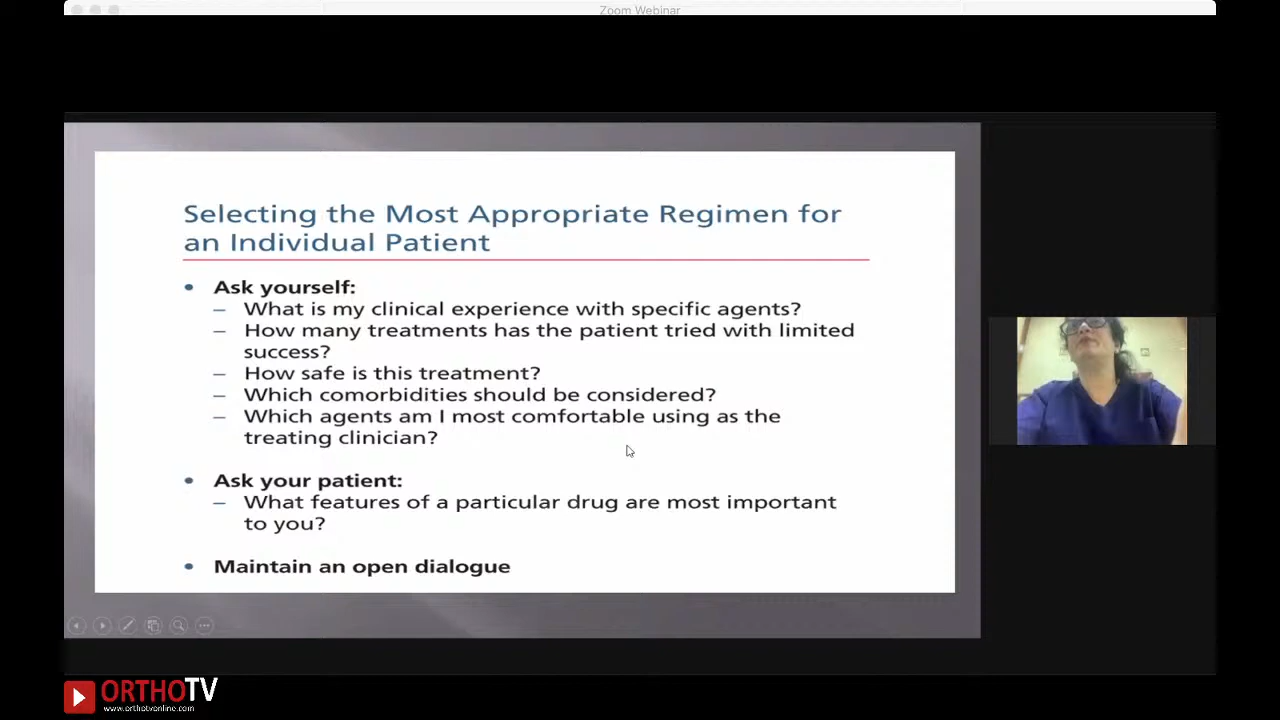 Zoom Webinar
Selecting the Most Appropriate Regimen for
an Individual Patient
• Ask yourself:
– What is my clinical experience with specific agents?
– How many treatments has the patient tried with limited
success?
– How safe is this treatment?
– Which comorbidities should be considered?
– Which agents am I most comfortable using as the
treating clinician?
• Ask your patient:
– What features of a particular drug are most important
to you?
• Maintain an open dialogue
ORTHOTV
www.orthotvonline.com